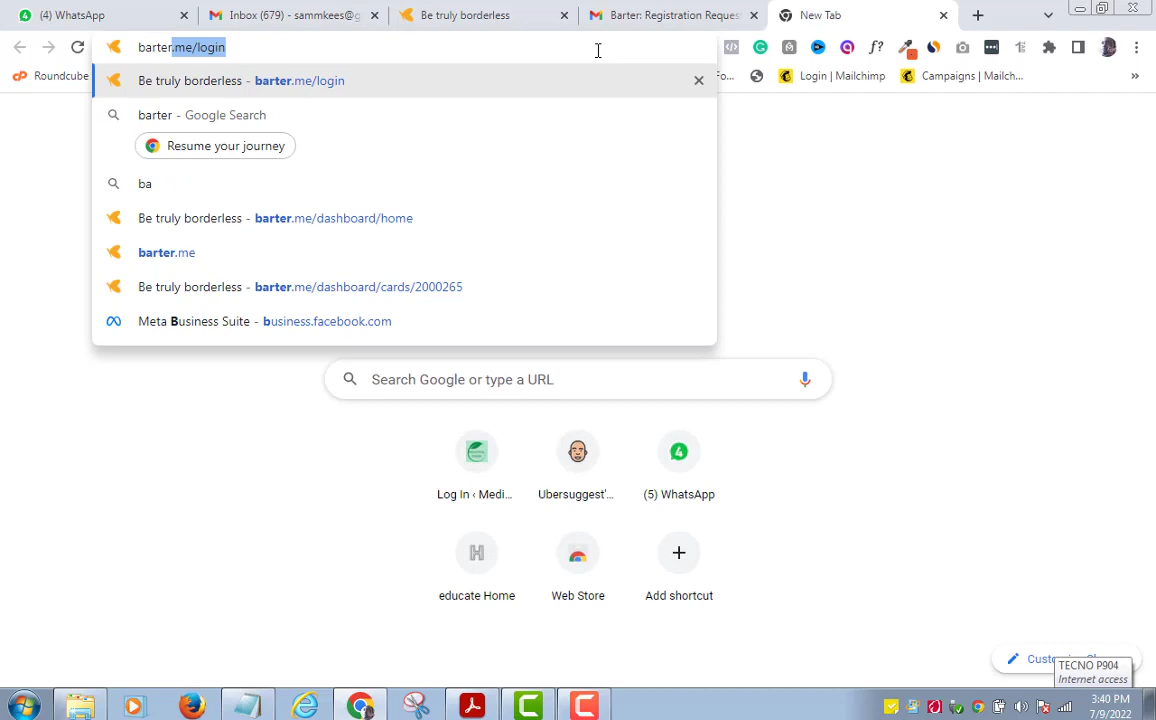 (4) WhatsApp
Inbox (679) - sammkees@g
Be truly borderless
Barter: Registration Reques
New Tab
barter.me/login
f?
Roundcube
Fo...
Login | Mailchimp
Campaigns | Mailch...
»
Be truly borderless - barter.me/login
barter - Google Search
Resume your journey
ba
Be truly borderless - barter.me/dashboard/home
barter.me
Be truly borderless - barter.me/dashboard/cards/2000265
Meta Business Suite - business.facebook.com
Search Google or type a URL
4
Log In ‹ Medi...
Ubersuggest'...
(5) WhatsApp
H
educate Home
Web Store
Add shortcut
TECNO P904
Internet access
3:40 PM
7/9/2022